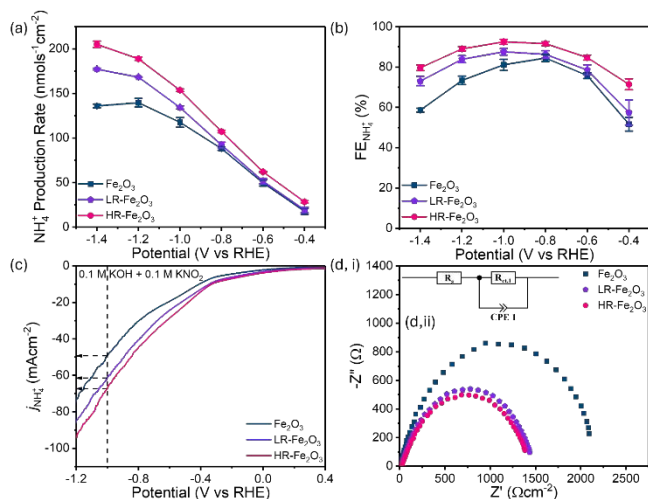 (a)
NH₄⁺ Production Rate (nmols⁻¹cm⁻²)
200
150
100
50
0
Fe₂O₃
LR-Fe₂O₃
HR-Fe₂O₃
-1.4 -1.2 -1.0 -0.8 -0.6 -0.4
Potential (V vs RHE)
(b)
FE_NH₄⁺ (%)
100
80
60
40
20
0
Fe₂O₃
LR-Fe₂O₃
HR-Fe₂O₃
-1.4 -1.2 -1.0 -0.8 -0.6 -0.4
Potential (V vs RHE)
(c)
j_NH₄⁺ (mAcm⁻²)
0
-20
-40
-60
-80
-100
0.1 M KOH + 0.1 M KNO₂
Fe₂O₃
LR-Fe₂O₃
HR-Fe₂O₃
-1.2 -0.8 -0.4 0.0 0.4
Potential (V vs RHE)
(d, i)
(d,ii)
-Z" (Ω)
1400
1200
1000
800
600
400
200
0
CPE 1
Fe₂O₃
LR-Fe₂O₃
HR-Fe₂O₃
0 500 1000 1500 2000 2500
Z' (Ωcm⁻²)